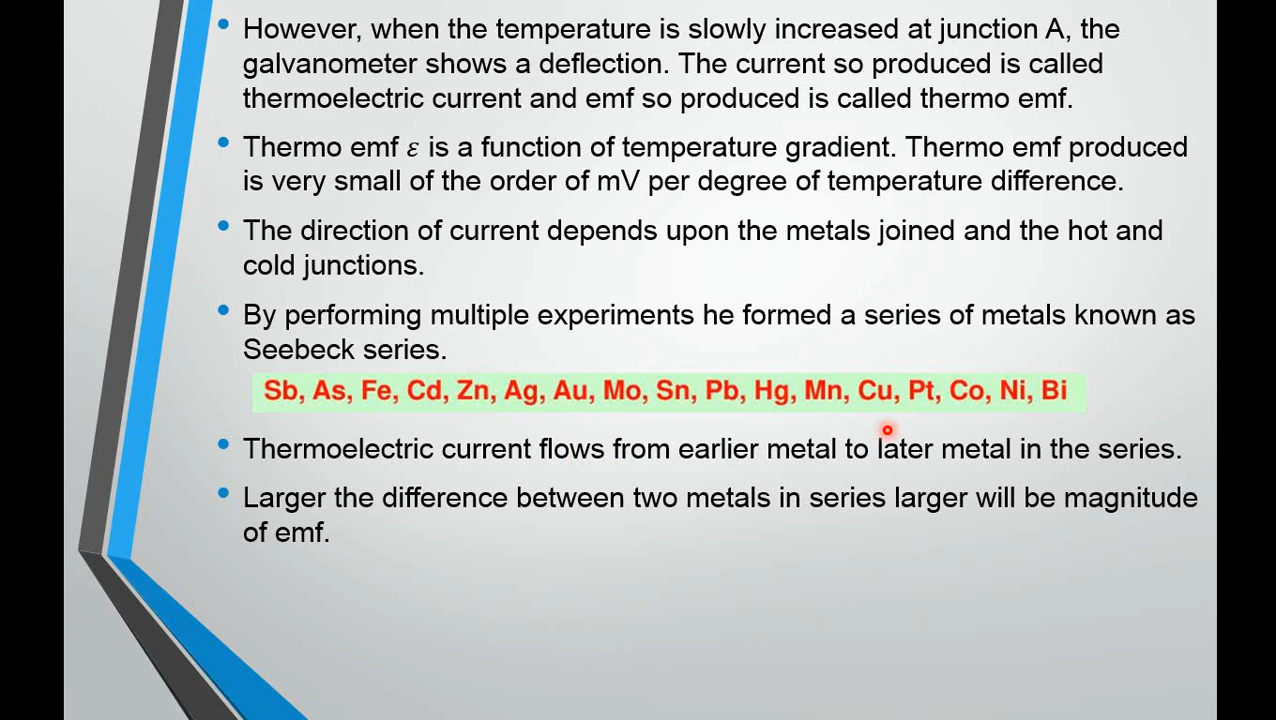 • However, when the temperature is slowly increased at junction A, the
galvanometer shows a deflection. The current so produced is called
thermoelectric current and emf so produced is called thermo emf.
• Thermo emf ε is a function of temperature gradient. Thermo emf produced
is very small of the order of mV per degree of temperature difference.
• The direction of current depends upon the metals joined and the hot and
cold junctions.
• By performing multiple experiments he formed a series of metals known as
Seebeck series.
Sb, As, Fe, Cd, Zn, Ag, Au, Mo, Sn, Pb, Hg, Mn, Cu, Pt, Co, Ni, Bi
• Thermoelectric current flows from earlier metal to later metal in the series.
• Larger the difference between two metals in series larger will be magnitude
of emf.